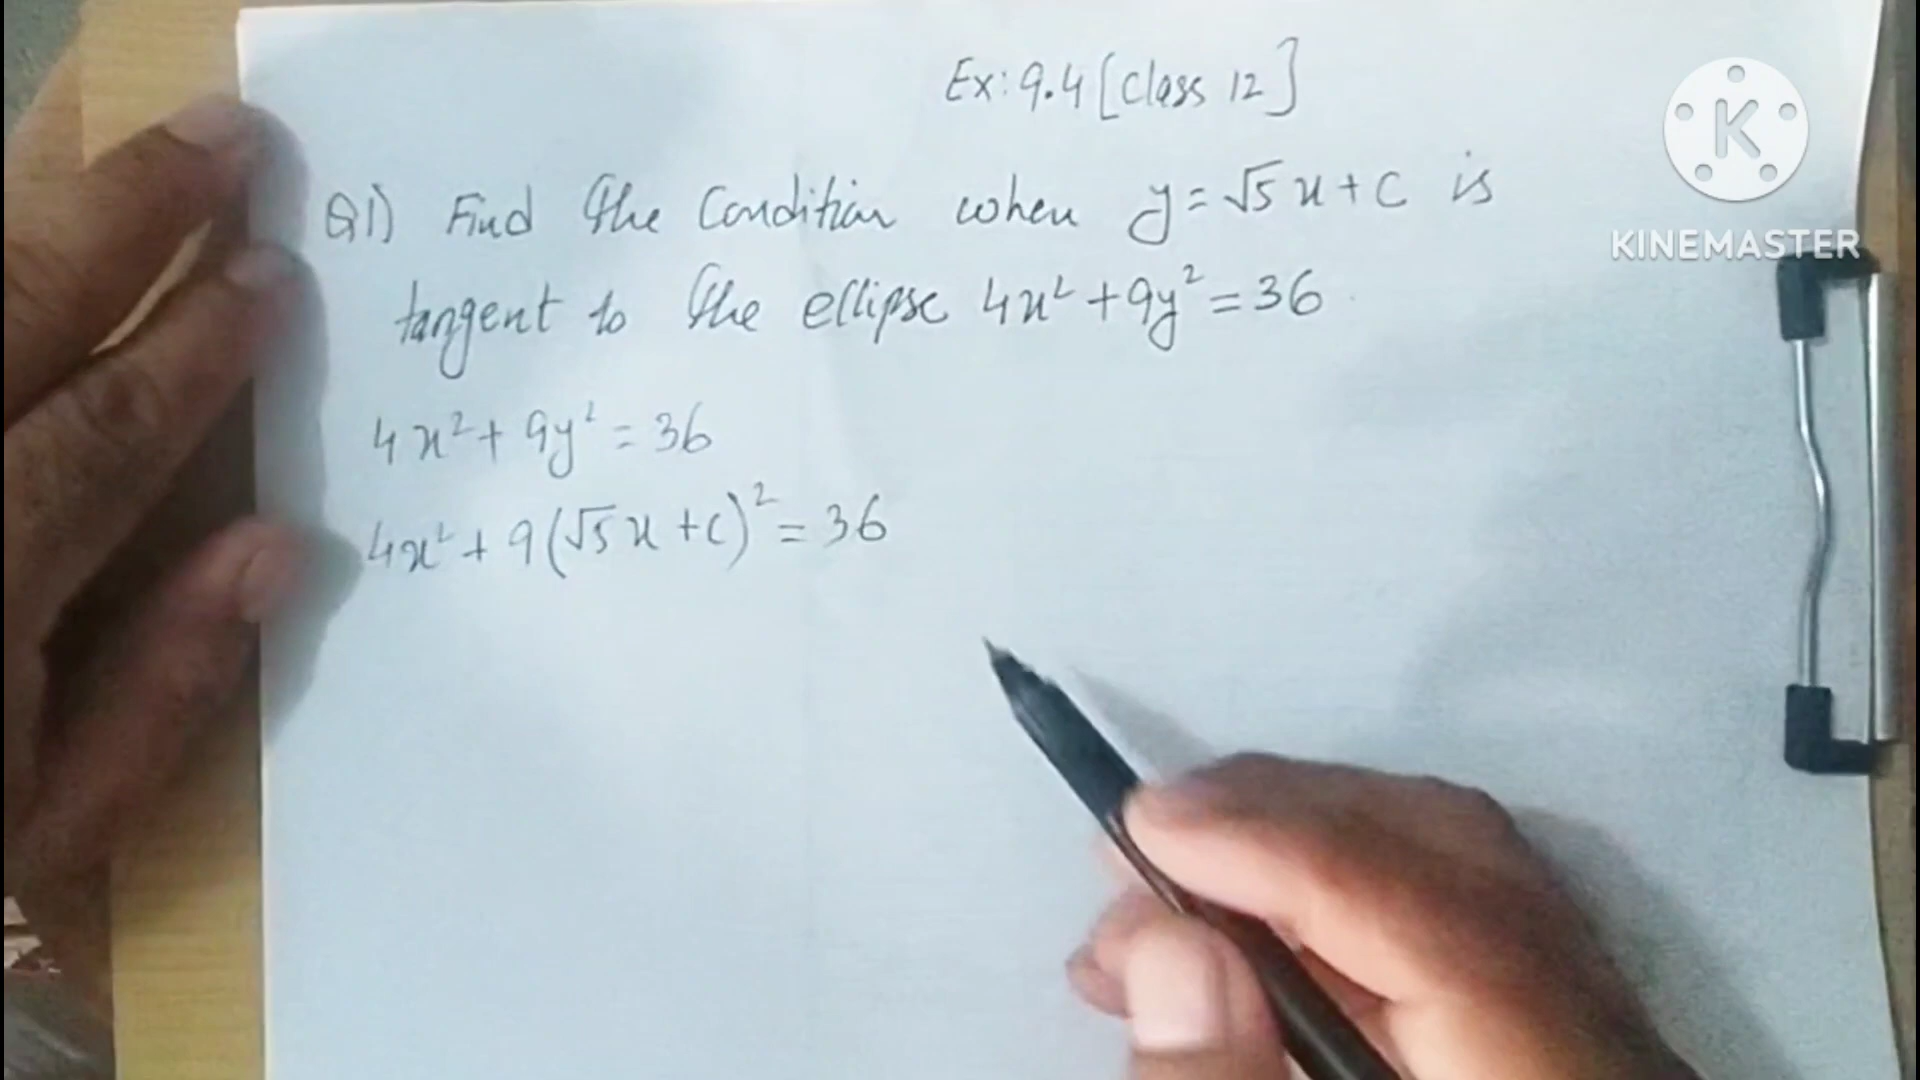 Ex: 9.4 [Class 12]
K
KINEMASTER
Q1) Find the Condition when y = √5 x + c is
tangent to the ellipse 4x² + 9y² = 36
4x² + 9y² = 36
4x² + 9(√5 x + c)² = 36